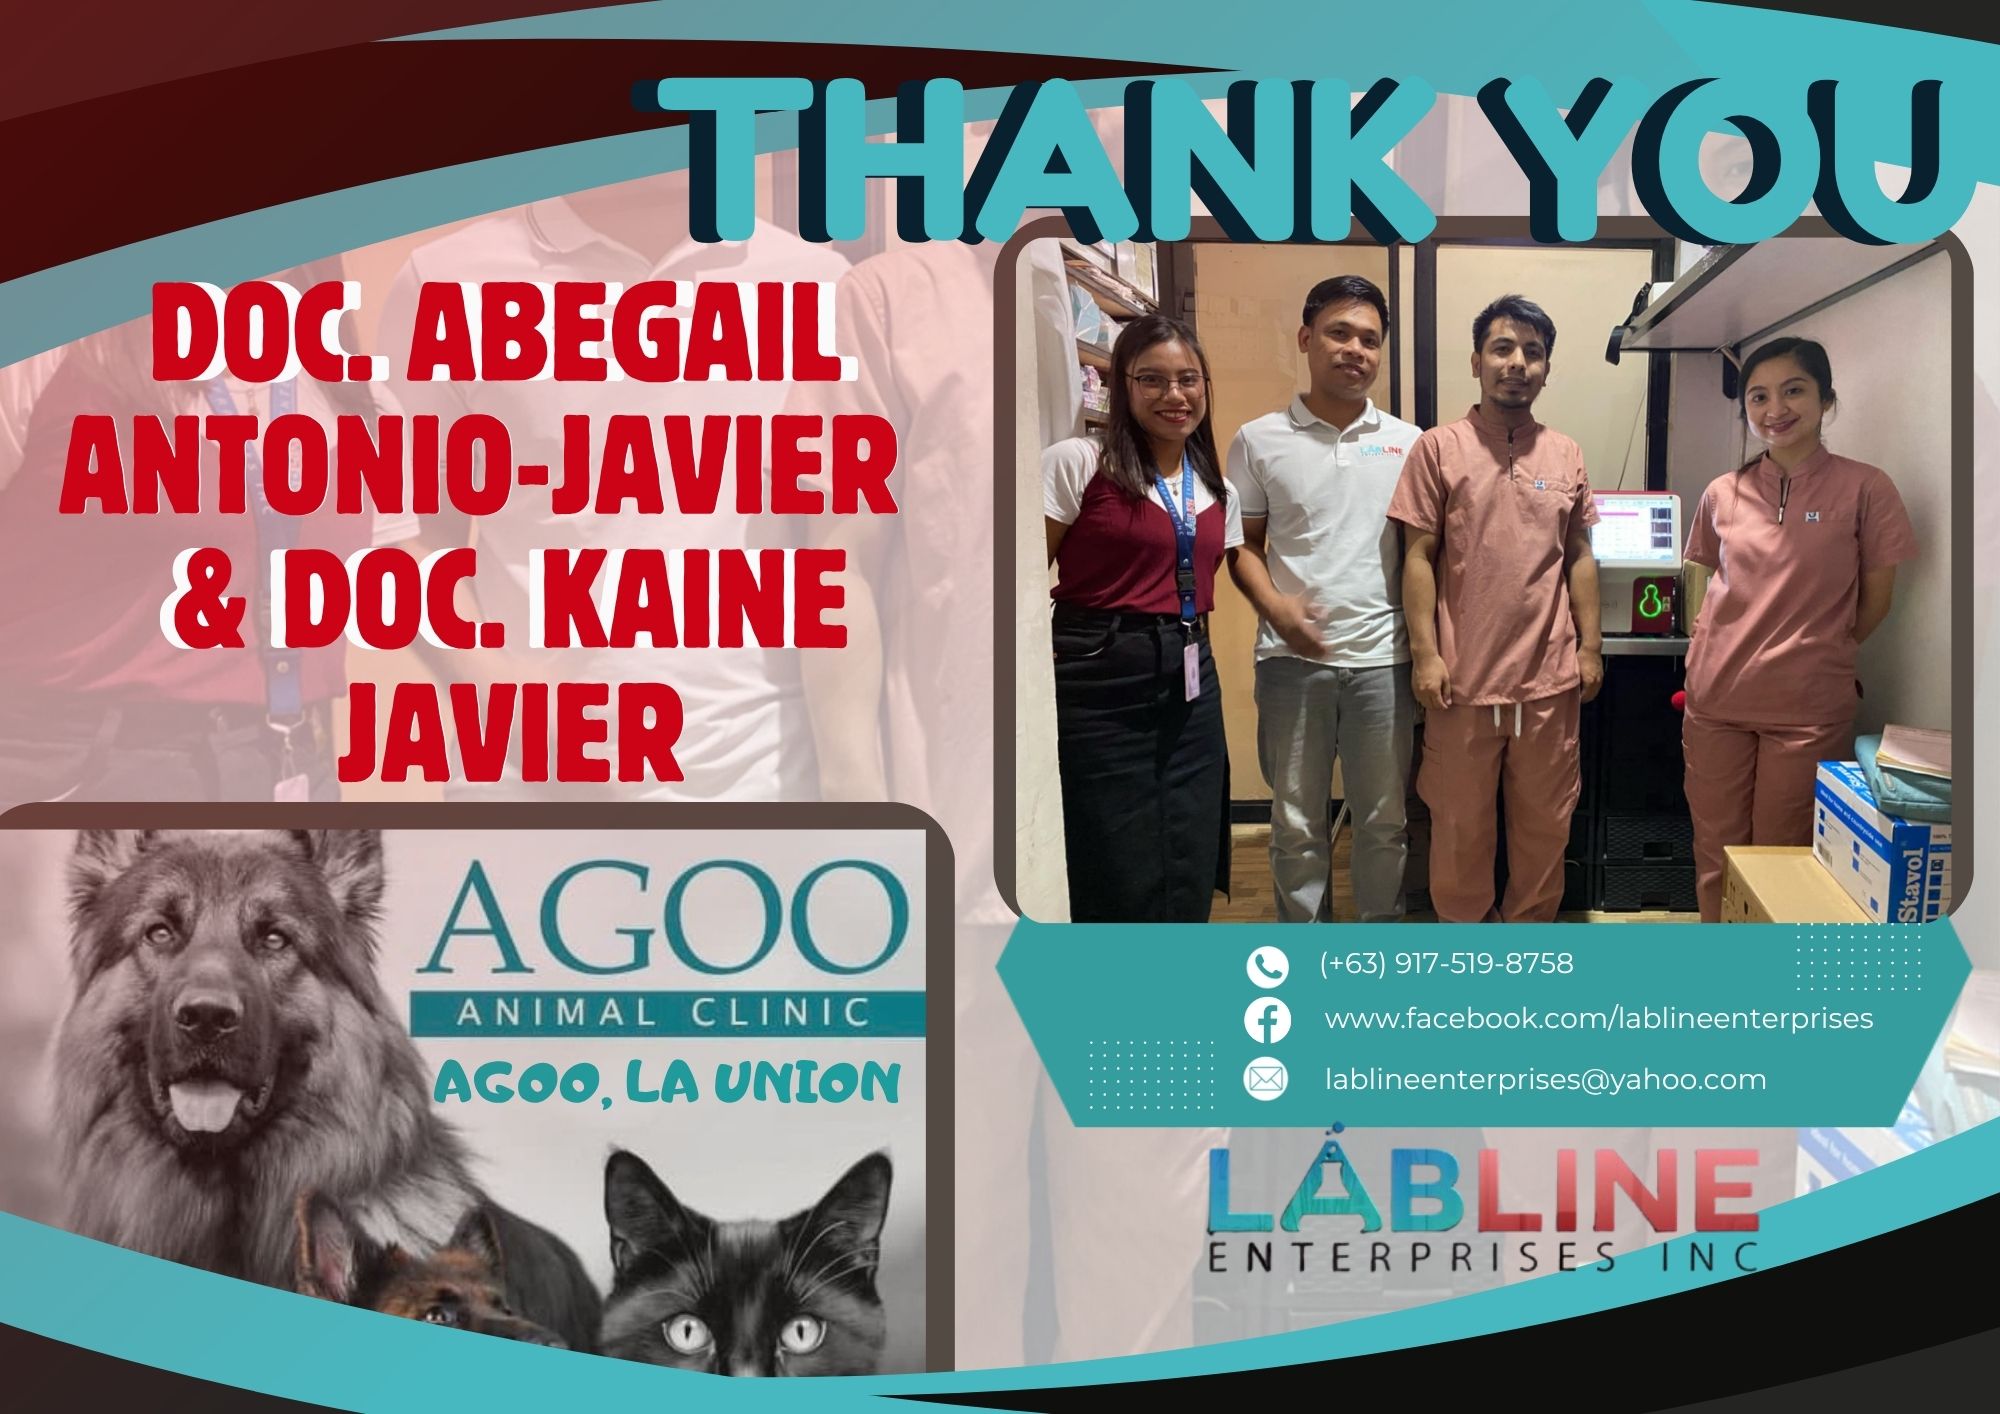 THANK YOU
DOC. ABEGAIL
ANTONIO-JAVIER
& DOC. KAINE
JAVIER
LABLINE
Stavol
AGOO
ANIMAL CLINIC
AGOO, LA UNION
(+63) 917-519-8758
www.facebook.com/lablineenterprises
lablineenterprises@yahoo.com
LABLINE
ENTERPRISES INC